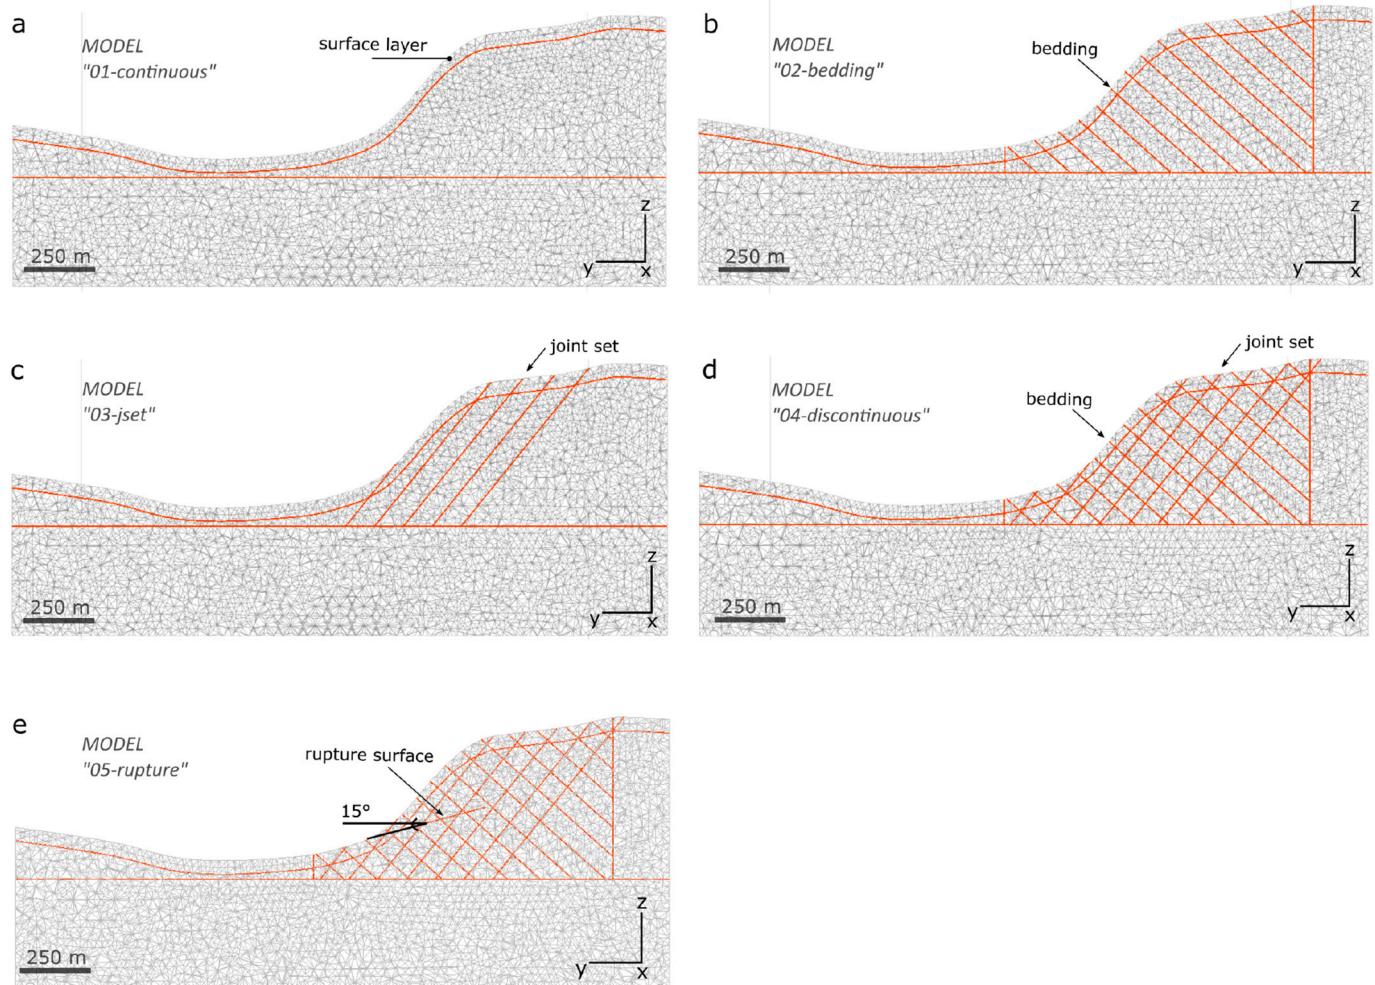 a
MODEL
"01-continuous"
surface layer
250 m
z
y
x
b
MODEL
"02-bedding"
bedding
250 m
z
y
x
c
MODEL
"03-jset"
joint set
250 m
z
y
x
d
MODEL
"04-discontinuous"
joint set
bedding
250 m
z
y
x
e
MODEL
"05-rupture"
rupture surface
15°
250 m
z
y
x